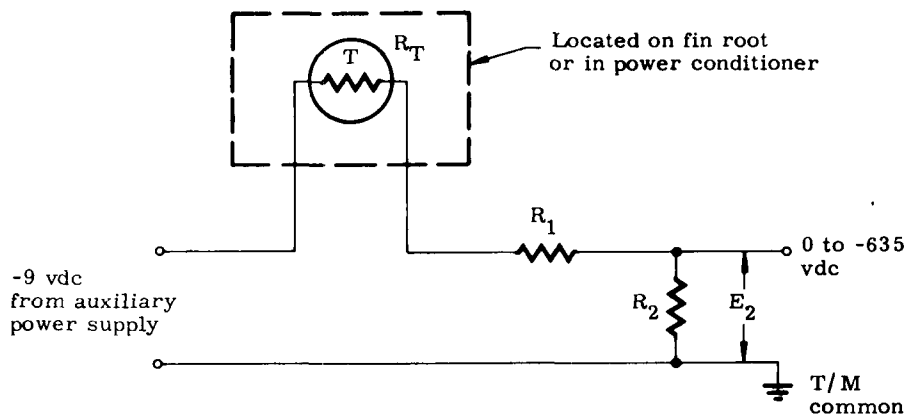 T
R_T
Located on fin root
or in power conditioner
R_1
0 to -635
vdc
-9 vdc
from auxiliary
power supply
R_2
E_2
T/M
common